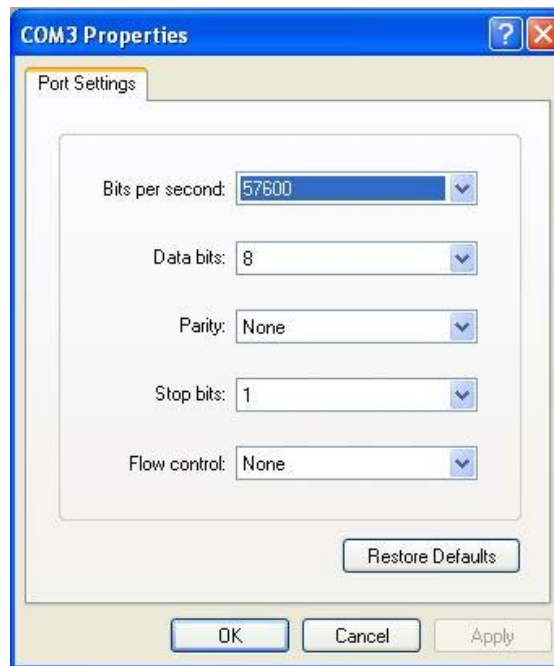 COM3 Properties
Port Settings
Bits per second: 57600
Data bits: 8
Parity: None
Stop bits: 1
Flow control: None
Restore Defaults
OK Cancel Apply